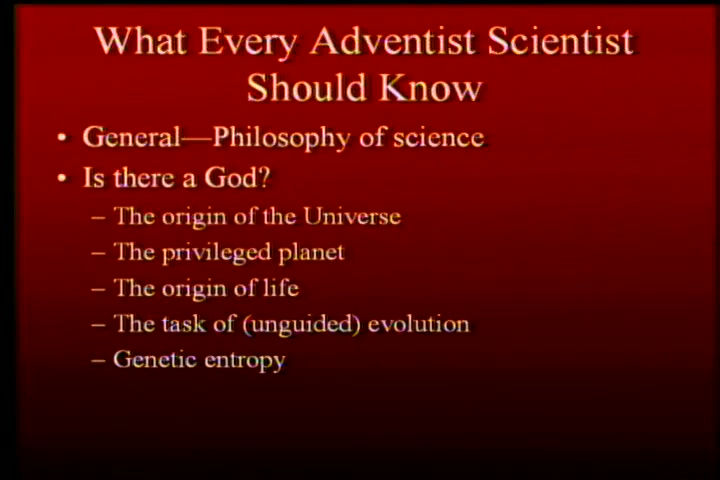 What Every Adventist Scientist
Should Know
• General—Philosophy of science
• Is there a God?
– The origin of the Universe
– The privileged planet
– The origin of life
– The task of (unguided) evolution
– Genetic entropy